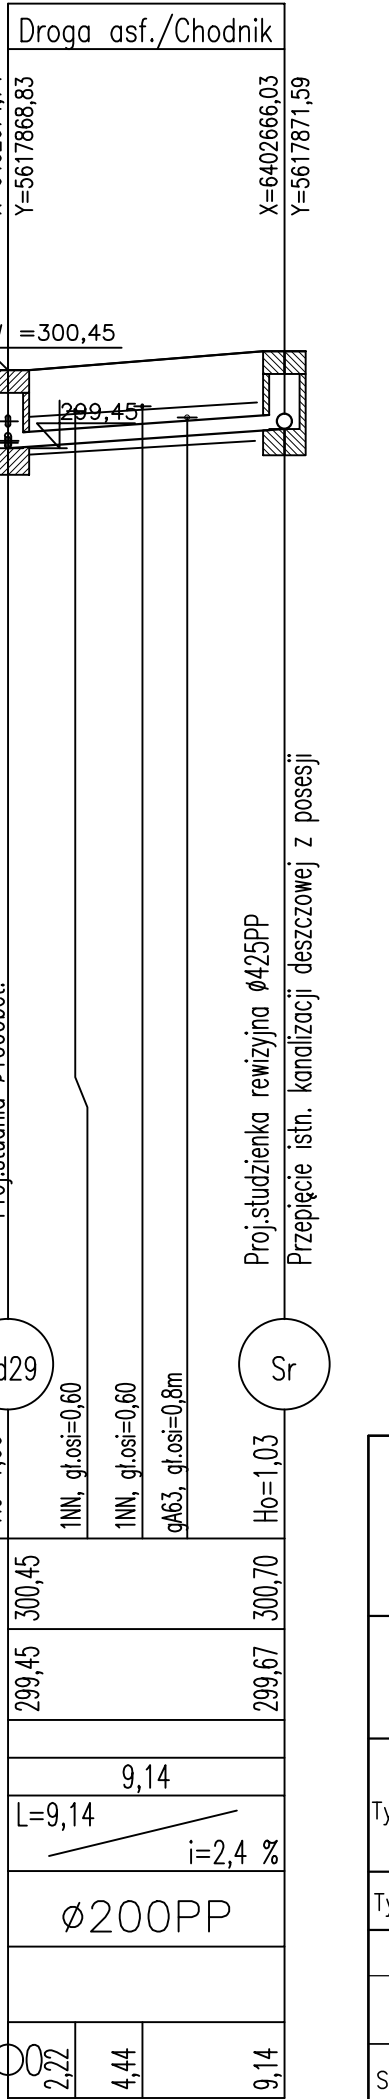 Droga asf./Chodnik
Y=5617868,83
X=6402666,03
Y=5617871,59
=300,45
299,45
Proj.studzienka rewizyjna ø425PP
Przepięcie istn. kanalizacji deszczowej z posesji
d29
Sr
1NN, gł.osi=0,60
1NN, gł.osi=0,60
gA63, gł.osi=0,8m
Ho=1,03
300,45
300,70
299,45
299,67
9,14
L=9,14
i=2,4 %
ø200PP
2,22
4,44
9,14
Ty
Ty
S